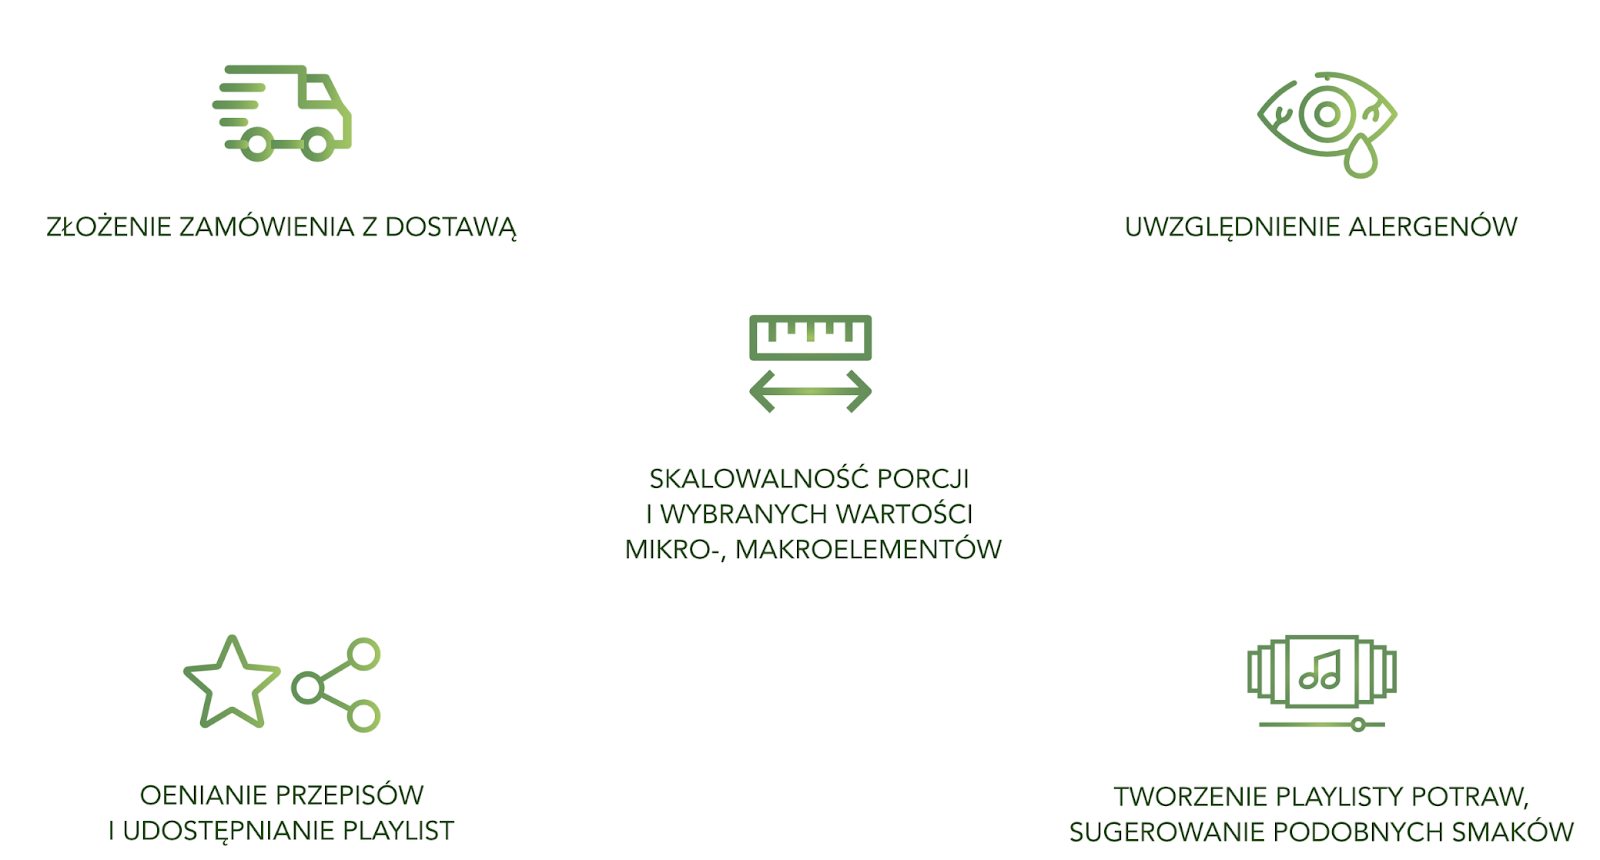 ZŁOŻENIE ZAMÓWIENIA Z DOSTAWĄ
UWZGLĘDNIENIE ALERGENÓW
SKALOWALNOŚĆ PORCJI
I WYBRANYCH WARTOŚCI
MIKRO-, MAKROELEMENTÓW
OENIANIE PRZEPISÓW
I UDOSTĘPNIANIE PLAYLIST
TWORZENIE PLAYLISTY POTRAW,
SUGEROWANIE PODOBNYCH SMAKÓW